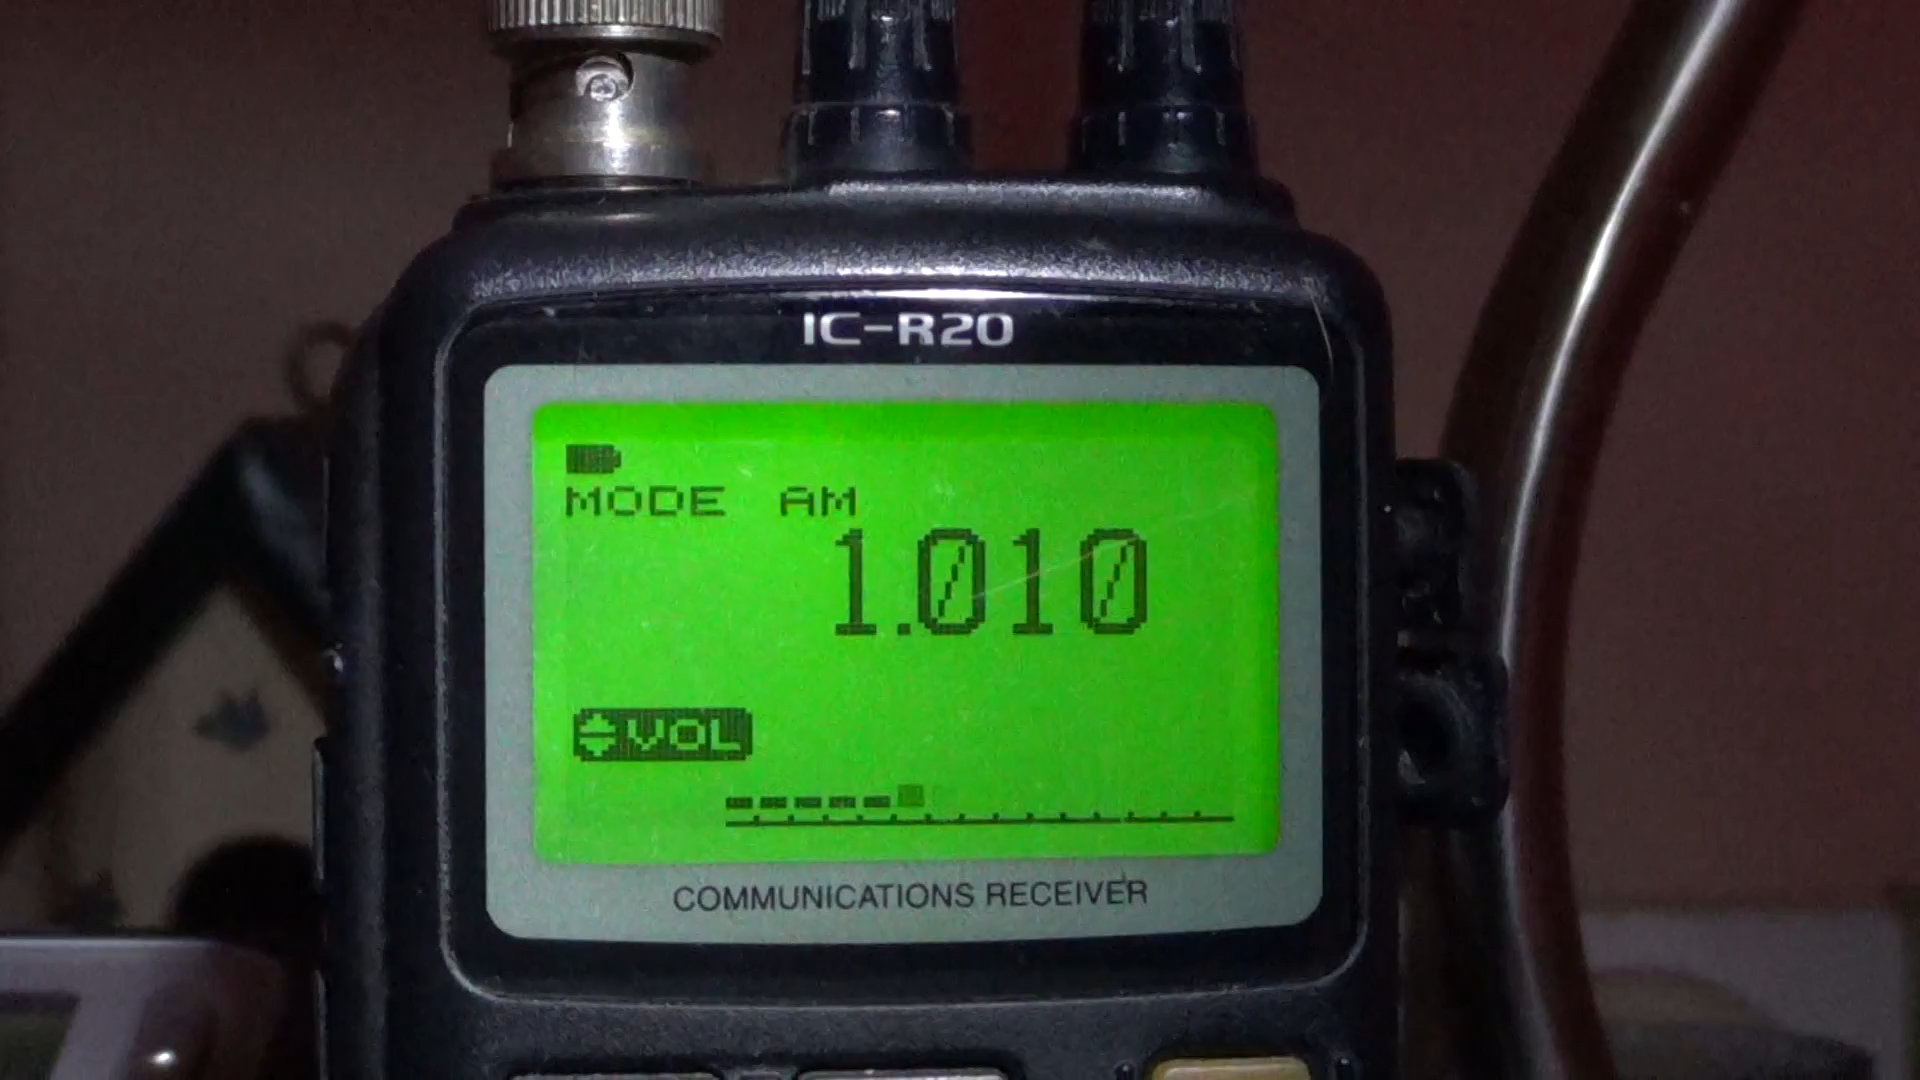 IC-R20
MODE AM
1.010
VOL
COMMUNICATIONS RECEIVER